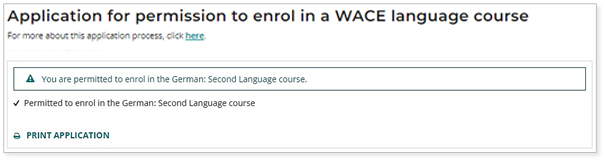 Application for permission to enrol in a WACE language course
For more about this application process, click here.
You are permitted to enrol in the German: Second Language course.
Permitted to enrol in the German: Second Language course
PRINT APPLICATION